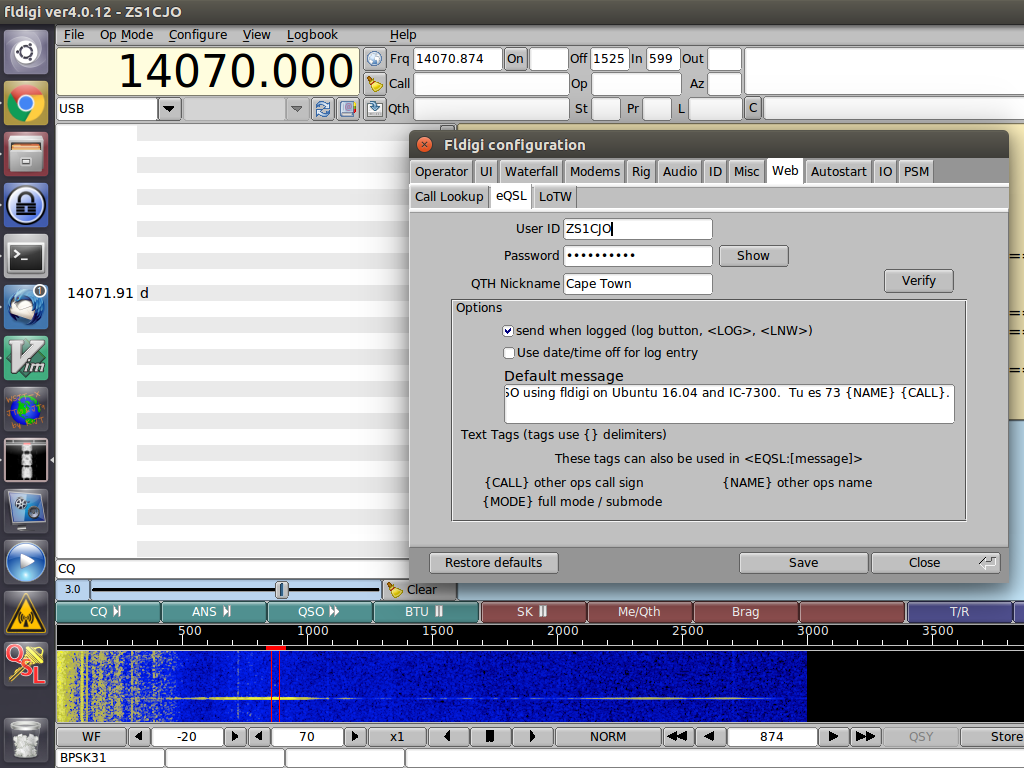 fldigi ver4.0.12 - ZS1CJO
File Op Mode Configure View Logbook Help
14070.000
Frq 14070.874 On Off 1525 In 599 Out
Call Op Az
USB
Qth St Pr L C
Fldigi configuration
Operator UI Waterfall Modems Rig Audio ID Misc Web Autostart IO PSM
Call Lookup eQSL LoTW
User ID ZS1CJO
Password •••••••••• Show
QTH Nickname Cape Town
Verify
Options
send when logged (log button, <LOG>, <LNW>)
Use date/time off for log entry
Default message
SO using fldigi on Ubuntu 16.04 and IC-7300.  Tu es 73 {NAME} {CALL}.
Text Tags (tags use {} delimiters)
These tags can also be used in <EQSL:[message]>
{CALL} other ops call sign {NAME} other ops name
{MODE} full mode / submode
Restore defaults Save Close
14071.91 d
1
Vim
CQ
3.0 Clear
CQ ANS QSO BTU SK Me/Qth Brag T/R
500 1000 1500 2000 2500 3000 3500
QSL
WF -20 70 x1 NORM 874 QSY Store
BPSK31